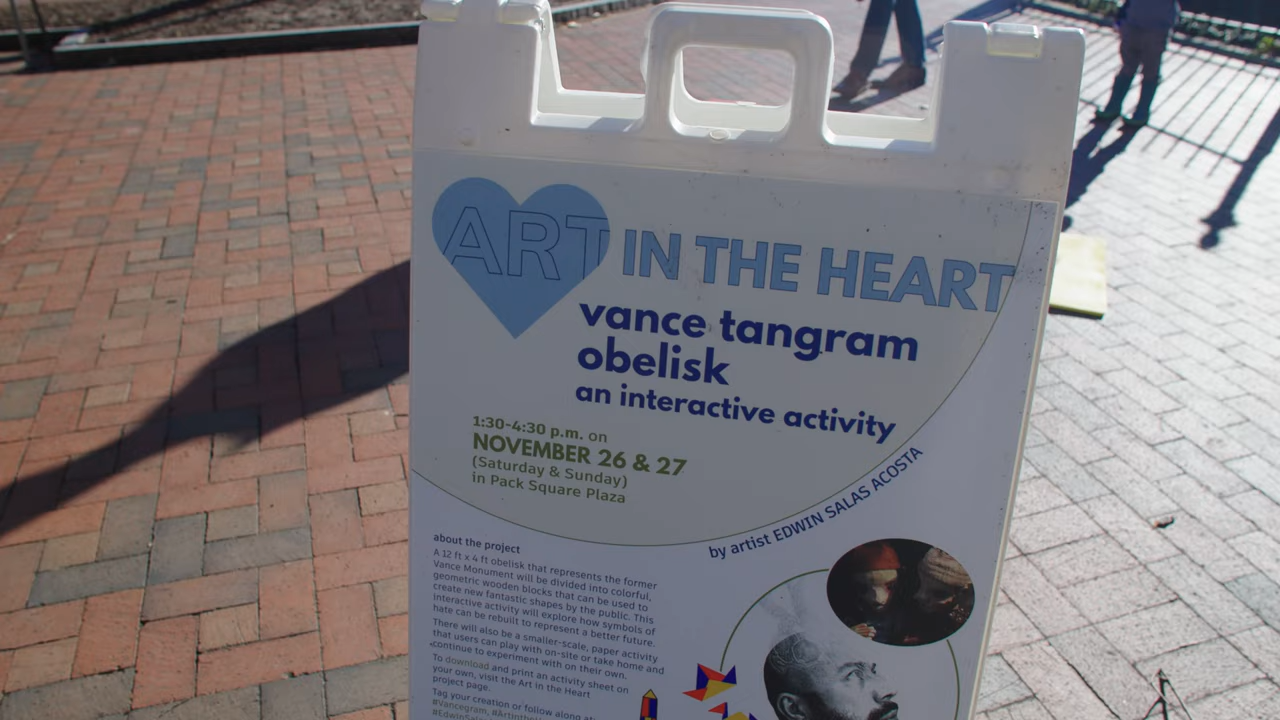 ART IN THE HEART
vance tangram
obelisk
an interactive activity
1:30-4:30 p.m. on
NOVEMBER 26 & 27
(Saturday & Sunday)
in Pack Square Plaza
by artist EDWIN SALAS ACOSTA
about the project
A 12 ft x 4 ft obelisk that represents the former
Vance Monument will be divided into colorful,
geometric wooden blocks that can be used to
create new fantastic shapes by the public. This
interactive activity will explore how symbols of
hate can be rebuilt to represent a better future.
There will also be a smaller-scale, paper activity
that users can play with on-site or take home and
continue to experiment with on their own.
To download and print an activity sheet on
your own, visit the Art in the Heart
project page.
Tag your creation or follow along
#Vancegram,